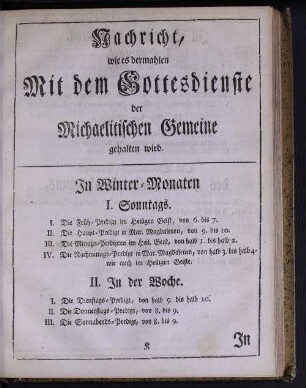 Nachricht,
wie es dermahlen
Mit dem Gottesdienste
der
Michaelitischen Gemeine
gehalten wird.
In Winter-Monaten
I. Sonntags.
I. Die Früh-Predigt im Heiligen Geist, von 6. bis 7.
II. Die Haupt-Predigt in Mar. Magdalenen, von 9. bis 10.
III. Die Mittags-Predigten im Heil. Geist, von halb 1. bis halb 2.
IV. Die Nachmittags-Predigt in Mar. Magdalenen, von halb 3. bis halb 4.
wie auch im Heiligen Geiste.
II. In der Woche.
I. Die Dienstags-Predigt, von halb 9. bis halb 10.
II. Die Donnerstags-Predigt, von 8. bis 9.
III. Die Sonnabends-Predigt, von 8. bis 9.
In